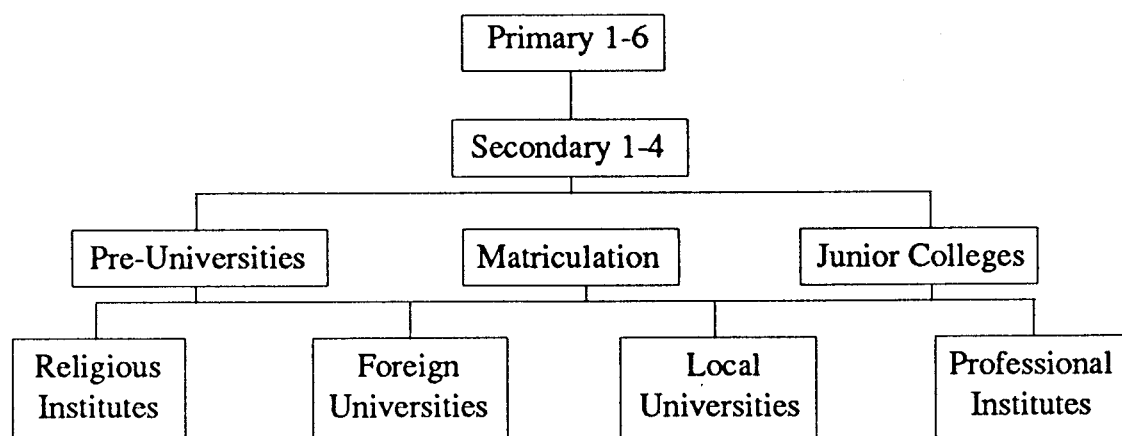 Primary 1-6
Secondary 1-4
Pre-Universities
Matriculation
Junior Colleges
Religious
Institutes
Foreign
Universities
Local
Universities
Professional
Institutes